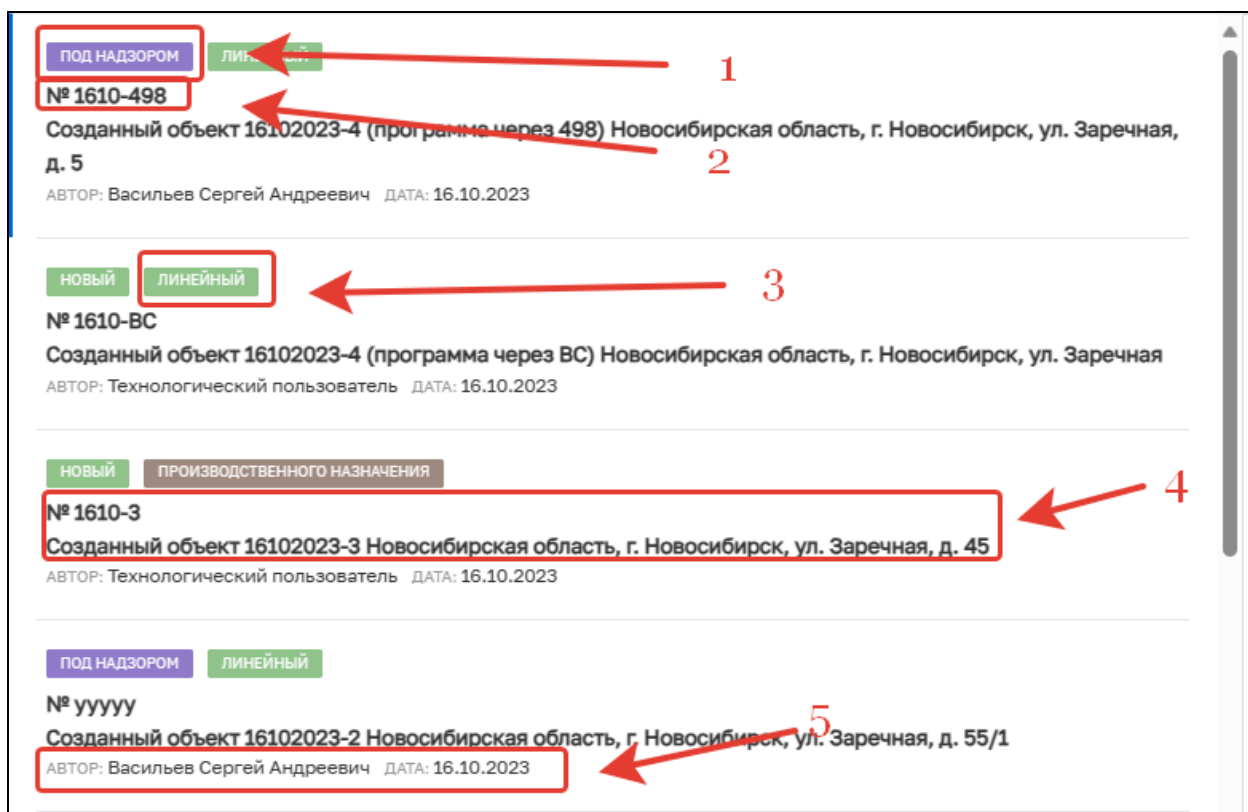 ПОД НАДЗОРОМ ЛИНЕЙНЫЙ 1
№ 1610-498
Созданный объект 16102023-4 (программа через 498) Новосибирская область, г. Новосибирск, ул. Заречная,
д. 5 2
АВТОР: Васильев Сергей Андреевич ДАТА: 16.10.2023
НОВЫЙ ЛИНЕЙНЫЙ 3
№ 1610-ВС
Созданный объект 16102023-4 (программа через ВС) Новосибирская область, г. Новосибирск, ул. Заречная
АВТОР: Технологический пользователь ДАТА: 16.10.2023
НОВЫЙ ПРОИЗВОДСТВЕННОГО НАЗНАЧЕНИЯ 4
№ 1610-3
Созданный объект 16102023-3 Новосибирская область, г. Новосибирск, ул. Заречная, д. 45
АВТОР: Технологический пользователь ДАТА: 16.10.2023
ПОД НАДЗОРОМ ЛИНЕЙНЫЙ
№ ууууу 5
Созданный объект 16102023-2 Новосибирская область, г. Новосибирск, ул. Заречная, д. 55/1
АВТОР: Васильев Сергей Андреевич ДАТА: 16.10.2023